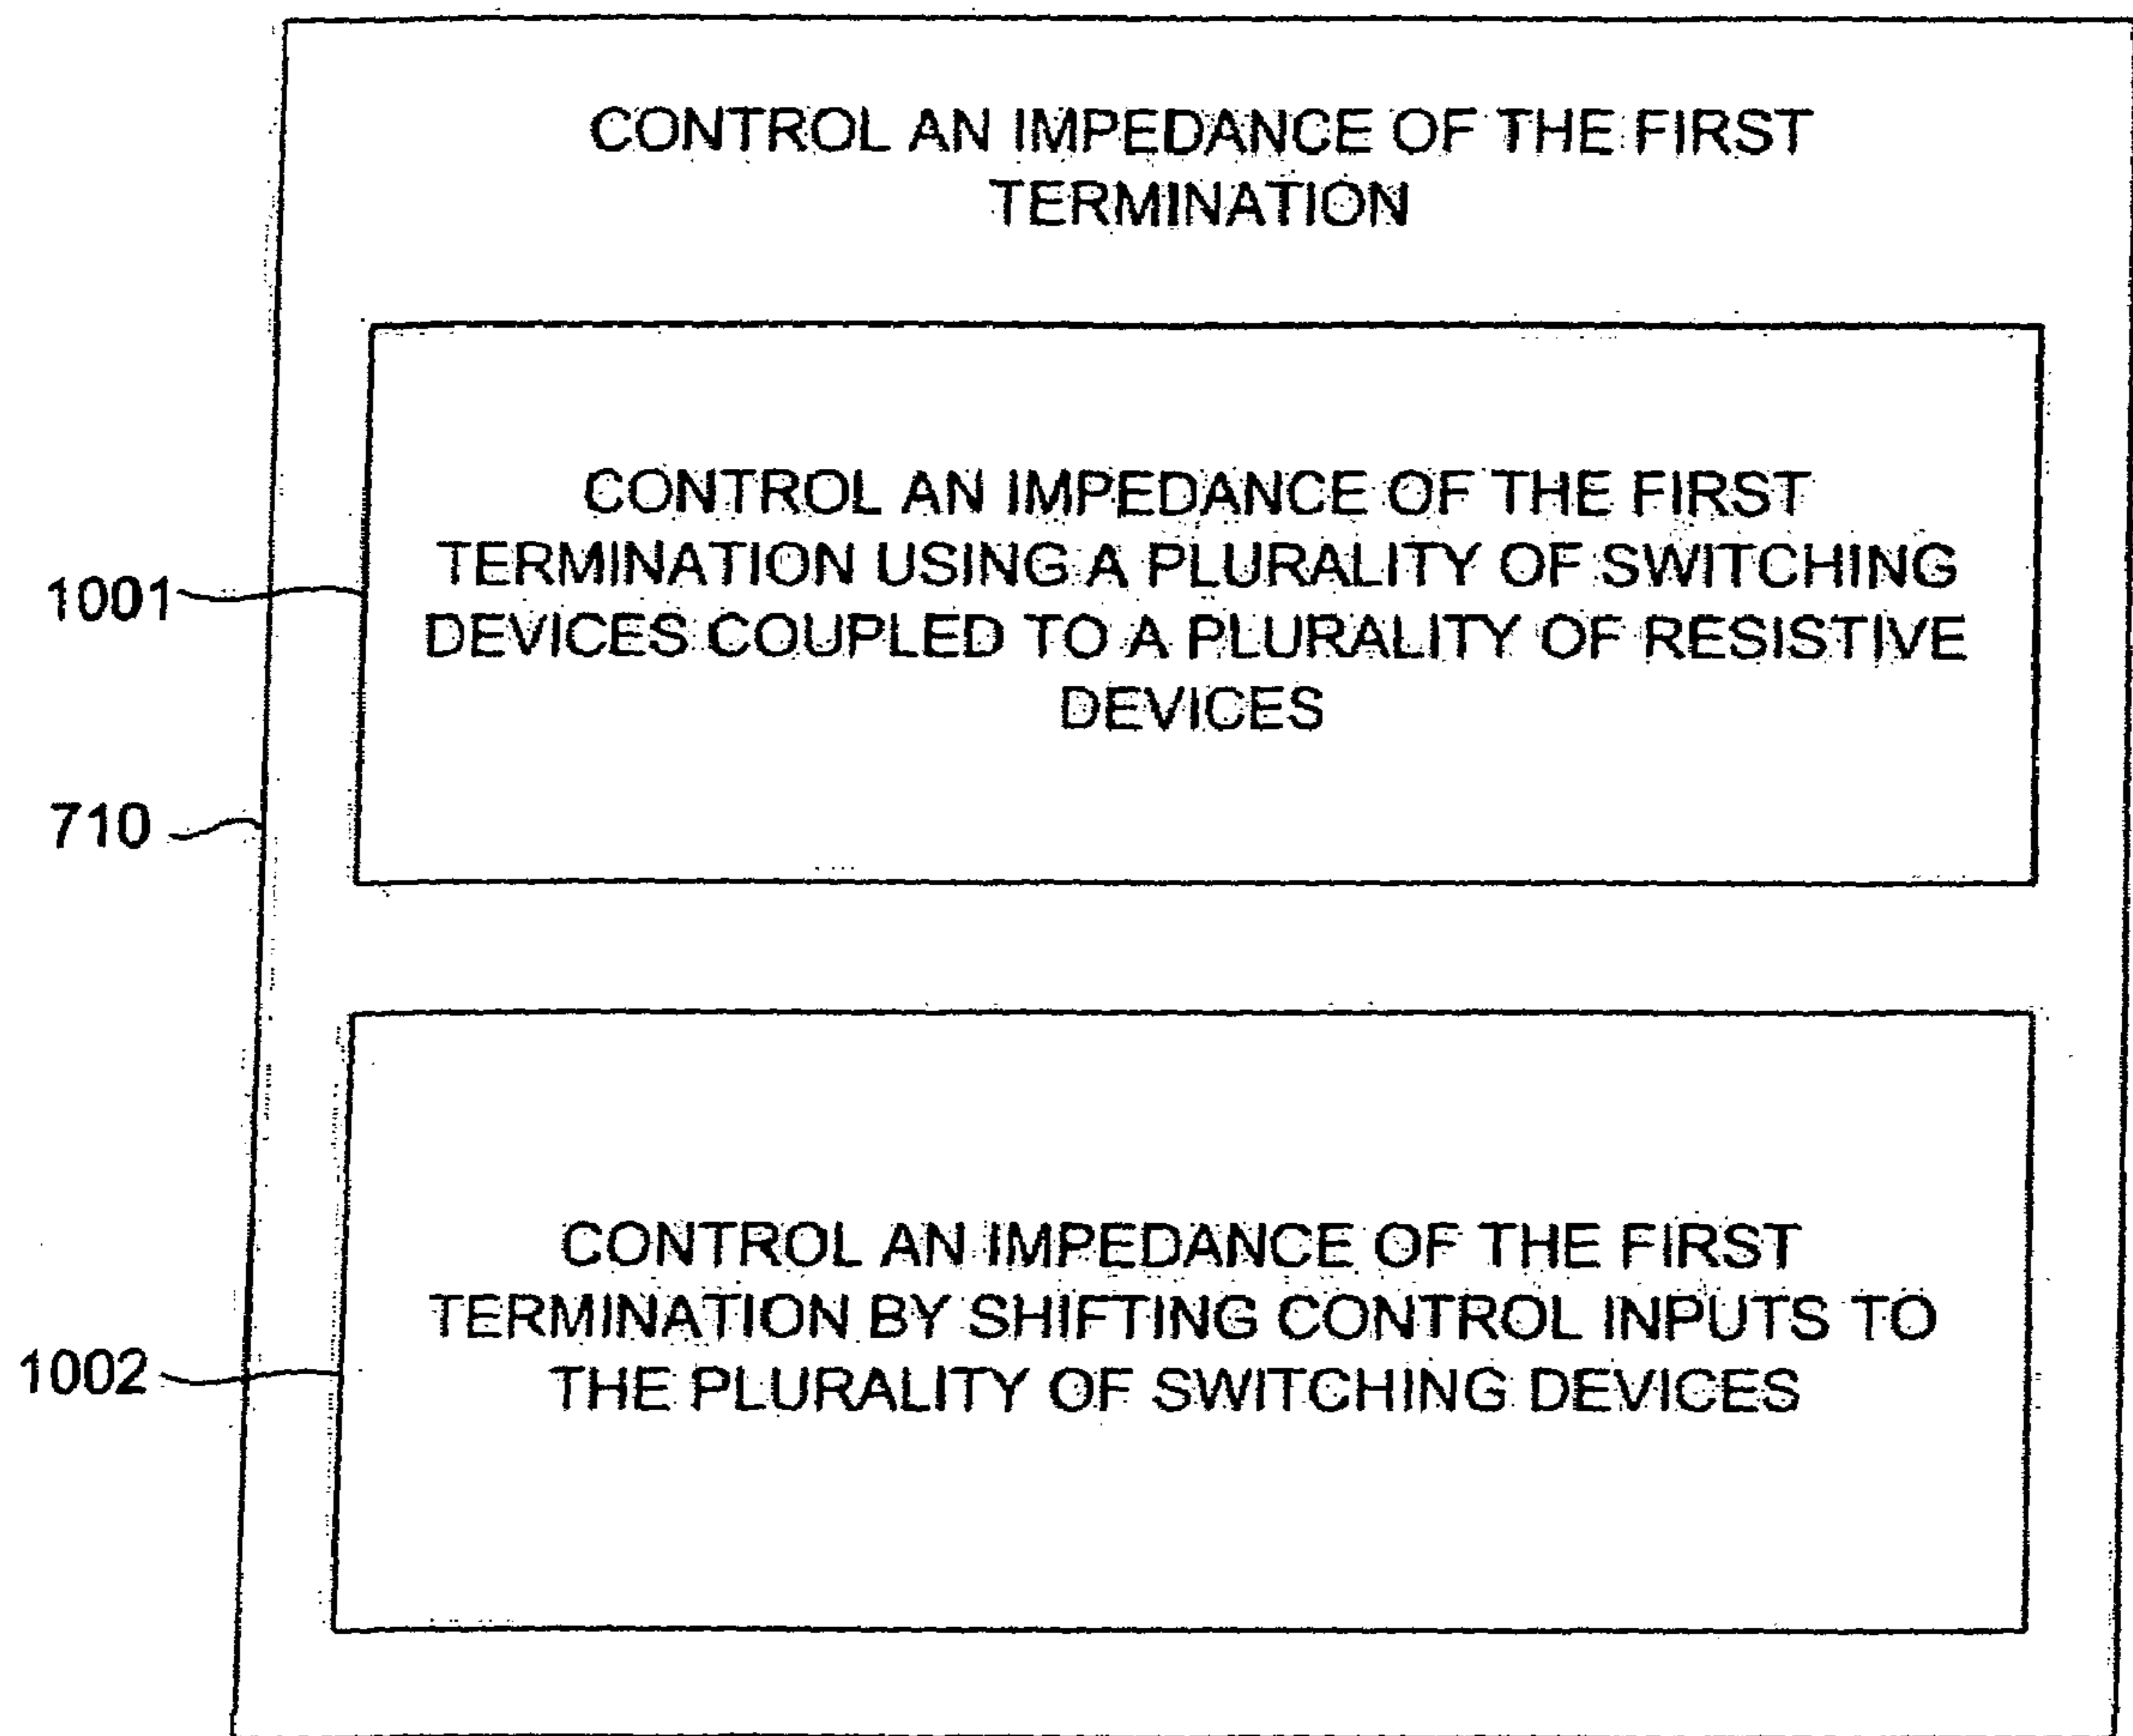 CONTROL AN IMPEDANCE OF THE FIRST
TERMINATION
CONTROL AN IMPEDANCE OF THE FIRST
TERMINATION USING A PLURALITY OF SWITCHING
DEVICES COUPLED TO A PLURALITY OF RESISTIVE
DEVICES
1001
710
CONTROL AN IMPEDANCE OF THE FIRST
TERMINATION BY SHIFTING CONTROL INPUTS TO
THE PLURALITY OF SWITCHING DEVICES
1002